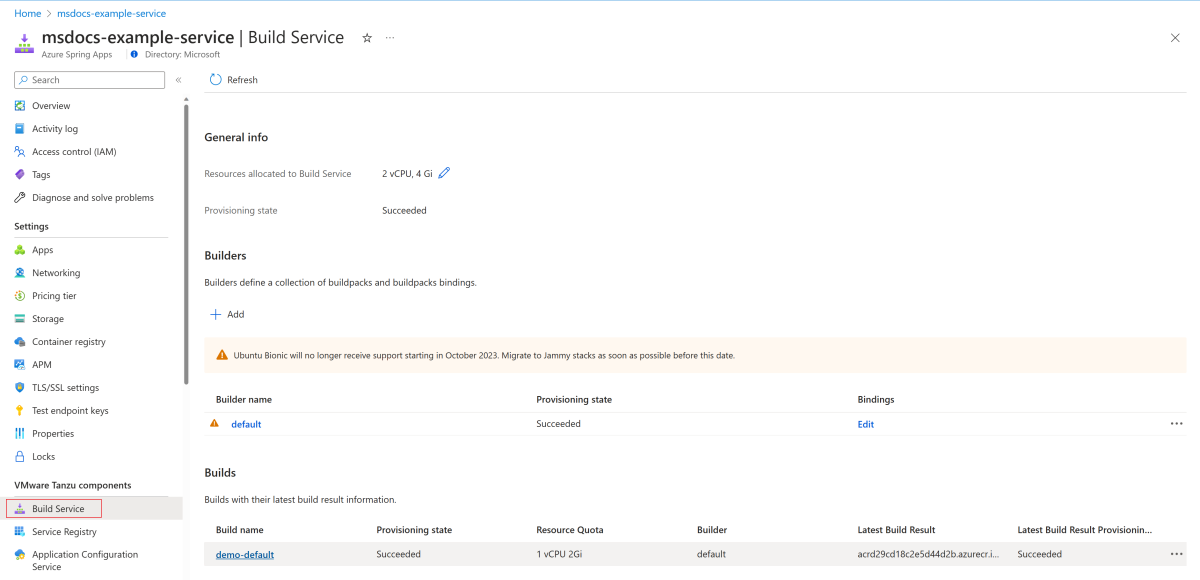 Home > msdocs-example-service
msdocs-example-service | Build Service
Azure Spring Apps
Directory: Microsoft
Search
Refresh
Overview
Activity log
Access control (IAM)
Tags
Diagnose and solve problems
Settings
Apps
Networking
Pricing tier
Storage
Container registry
APM
TLS/SSL settings
Test endpoint keys
Properties
Locks
VMware Tanzu components
Build Service
Service Registry
Application Configuration
Service
General info
Resources allocated to Build Service 2 vCPU, 4 Gi
Provisioning state Succeeded
Builders
Builders define a collection of buildpacks and buildpacks bindings.
Add
Ubuntu Bionic will no longer receive support starting in October 2023. Migrate to Jammy stacks as soon as possible before this date.
Builder name Provisioning state Bindings
default Succeeded Edit
Builds
Builds with their latest build result information.
Build name Provisioning state Resource Quota Builder Latest Build Result Latest Build Result Provisionin...
demo-default Succeeded 1 vCPU 2Gi default acrd29cd18c2e5d44d2b.azurecr.i... Succeeded